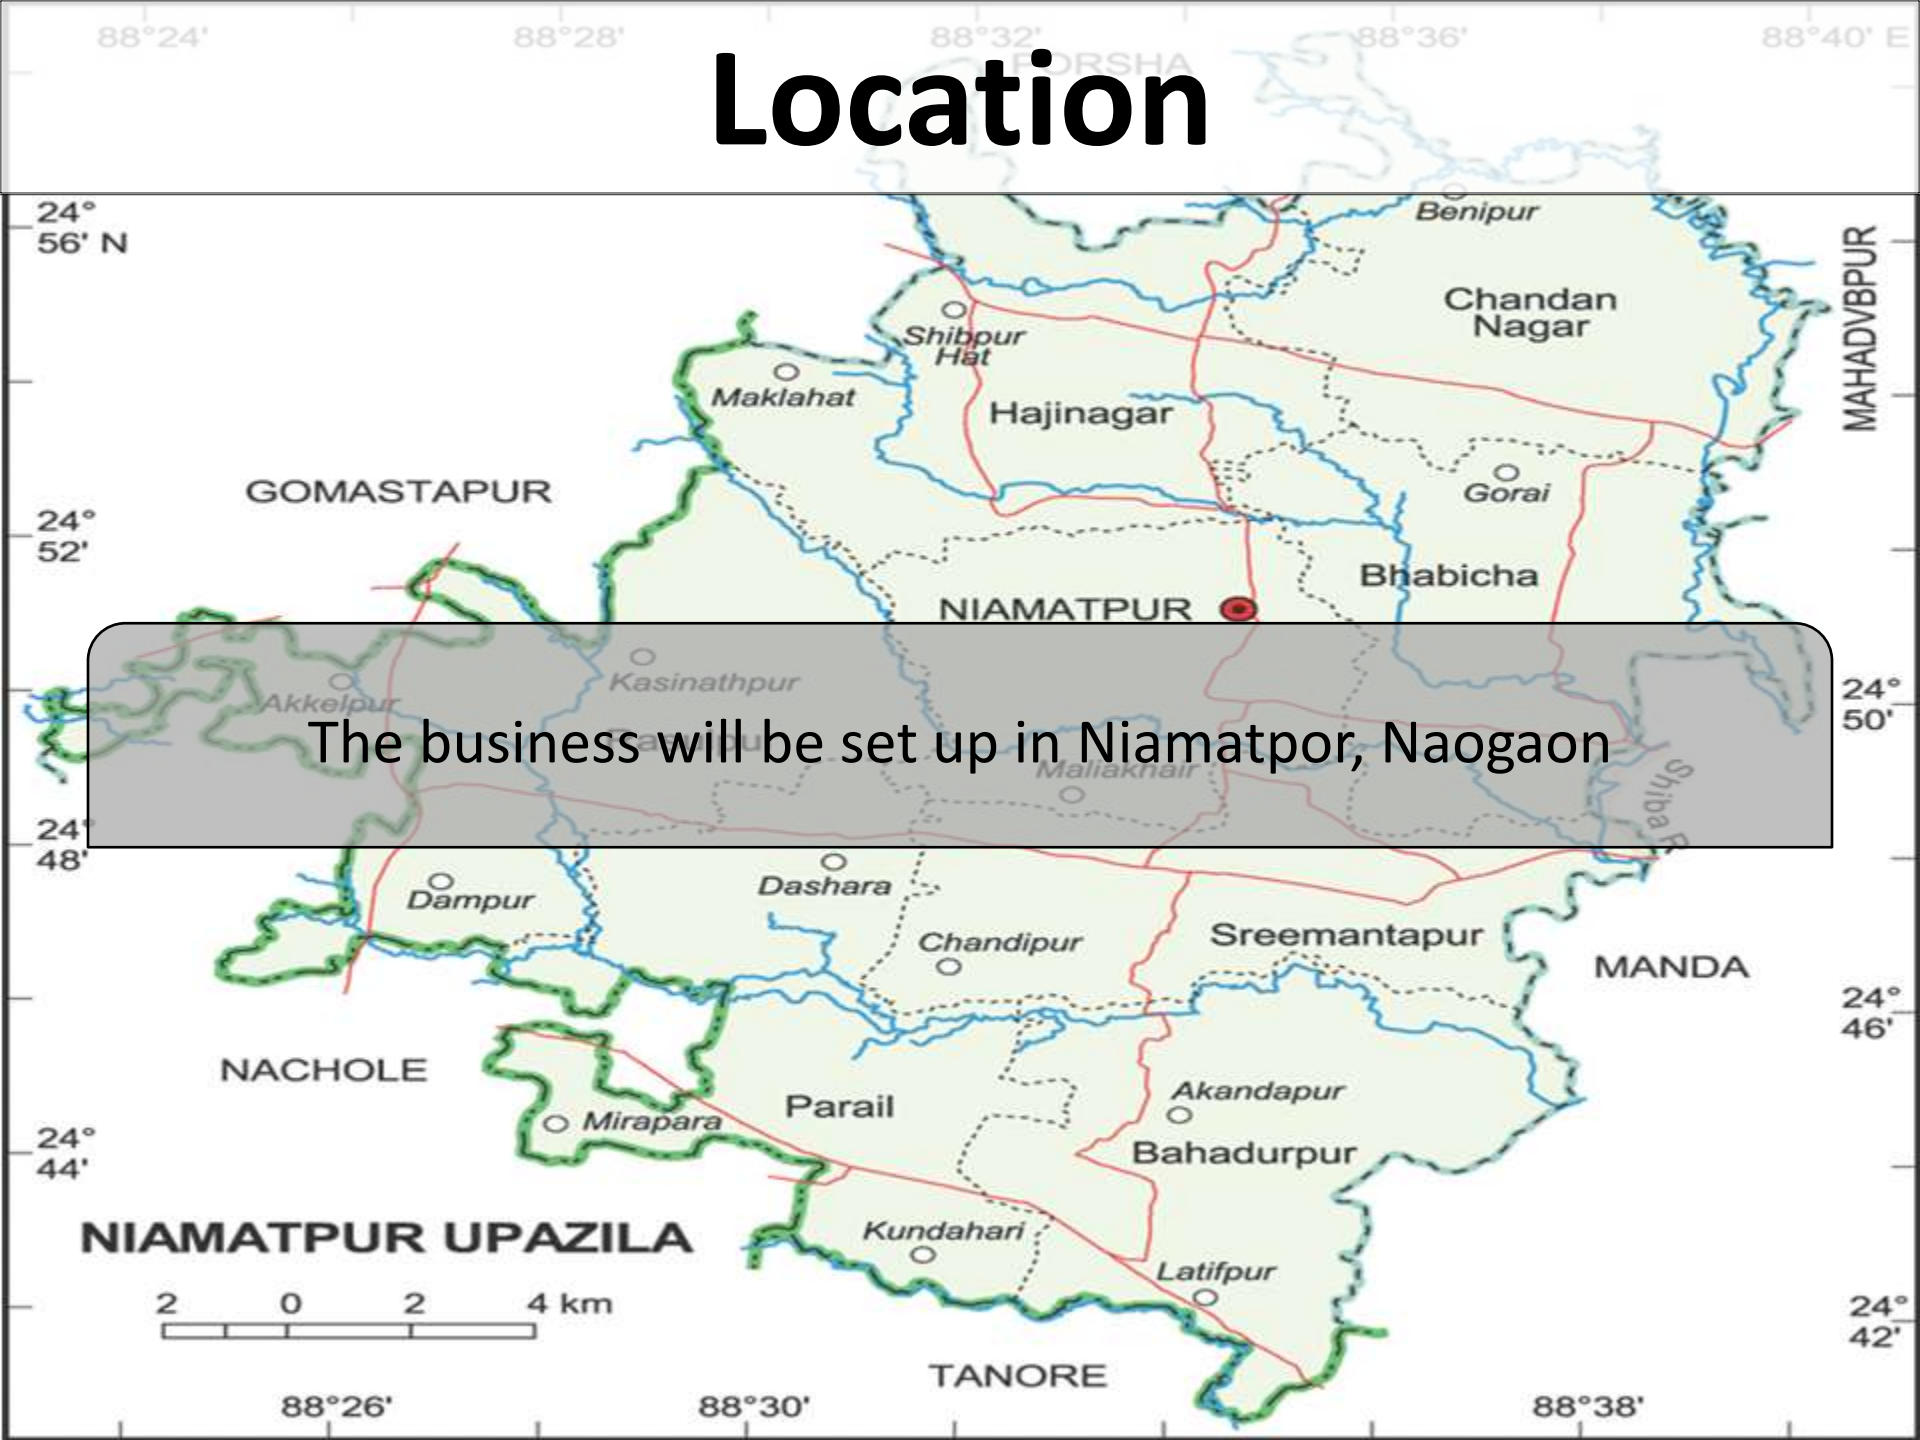 88°24'
88°28'
88°32'
88°36'
88°40' E
PORSHA
Location
24°
56' N
Benipur
MAHADVBPUR
Chandan
Nagar
Shibpur
Hat
Maklahat
Hajinagar
GOMASTAPUR
Gorai
24°
52'
Bhabicha
NIAMATPUR
Kasinathpur
Akkelpur
24°
50'
The business will be set up in Niamatpor, Naogaon
Maliakhair
Shiba R
24°
48'
Dashara
Dampur
Chandipur
Sreemantapur
MANDA
24°
46'
NACHOLE
Akandapur
Parail
Mirapara
24°
44'
Bahadurpur
NIAMATPUR UPAZILA
Kundahari
Latifpur
2 0 2 4 km
24°
42'
TANORE
88°26'
88°30'
88°38'